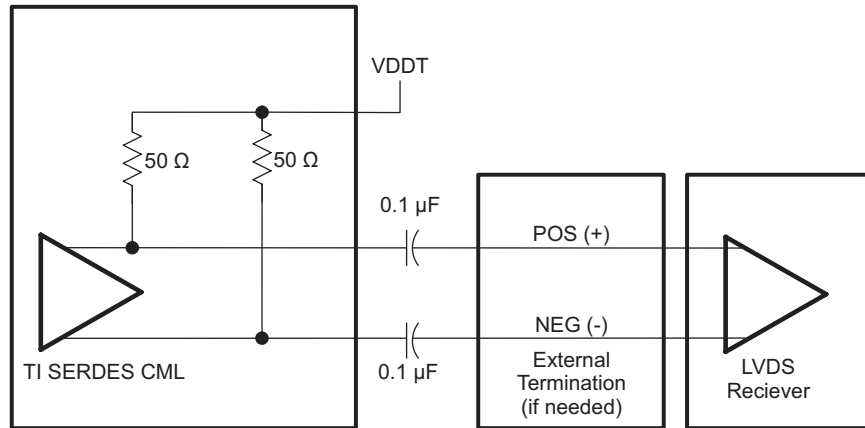 VDDT
50 Ω
50 Ω
0.1 µF
POS (+)
NEG (-)
TI SERDES CML
0.1 µF
External
Termination
(if needed)
LVDS
Reciever